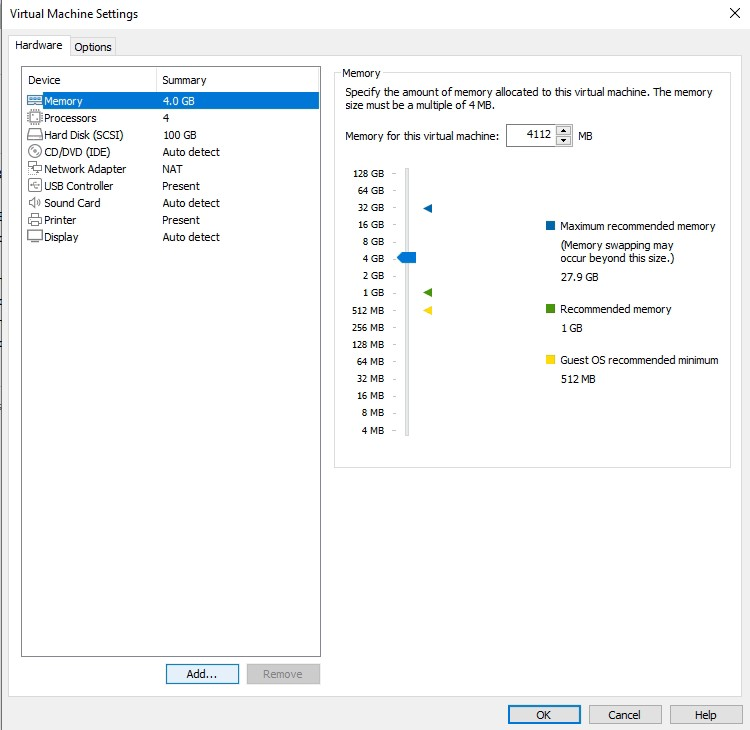 Virtual Machine Settings
Hardware Options
Device Summary
Memory 4.0 GB
Processors 4
Hard Disk (SCSI) 100 GB
CD/DVD (IDE) Auto detect
Network Adapter NAT
USB Controller Present
Sound Card Auto detect
Printer Present
Display Auto detect
Add...
Remove
Memory
Specify the amount of memory allocated to this virtual machine. The memory
size must be a multiple of 4 MB.
Memory for this virtual machine: 4112 MB
128 GB
64 GB
32 GB
16 GB
8 GB
4 GB
2 GB
1 GB
512 MB
256 MB
128 MB
64 MB
32 MB
16 MB
8 MB
4 MB
Maximum recommended memory
(Memory swapping may
occur beyond this size.)
27.9 GB
Recommended memory
1 GB
Guest OS recommended minimum
512 MB
OK
Cancel
Help